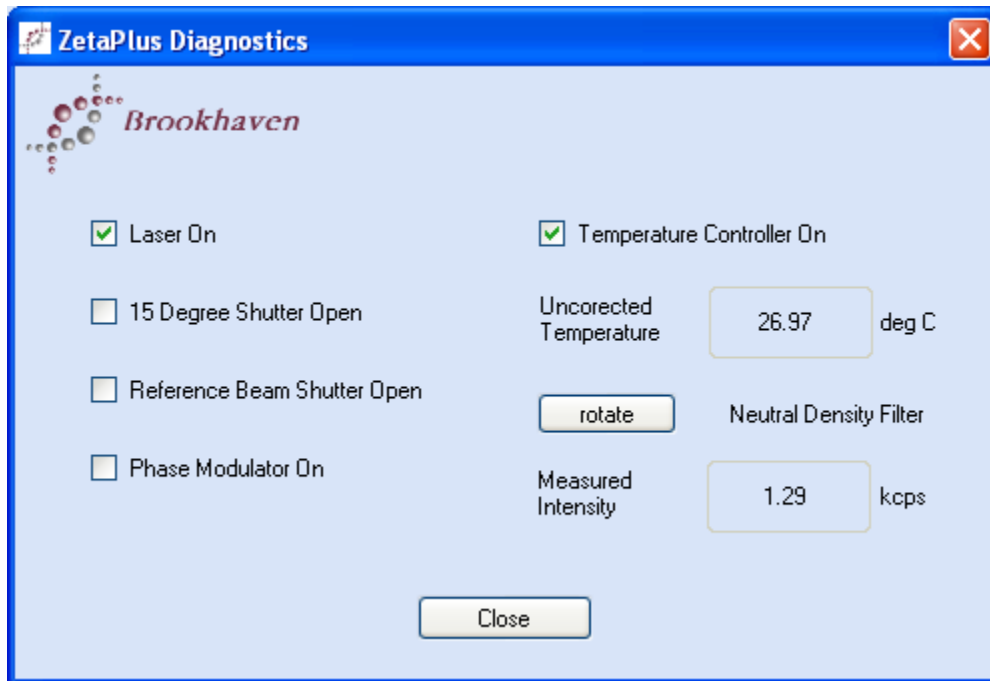 ZetaPlus Diagnostics
Brookhaven
Laser On
Temperature Controller On
15 Degree Shutter Open
Uncorected
Temperature
26.97
deg C
Reference Beam Shutter Open
rotate
Neutral Density Filter
Phase Modulator On
Measured
Intensity
1.29
kcps
Close